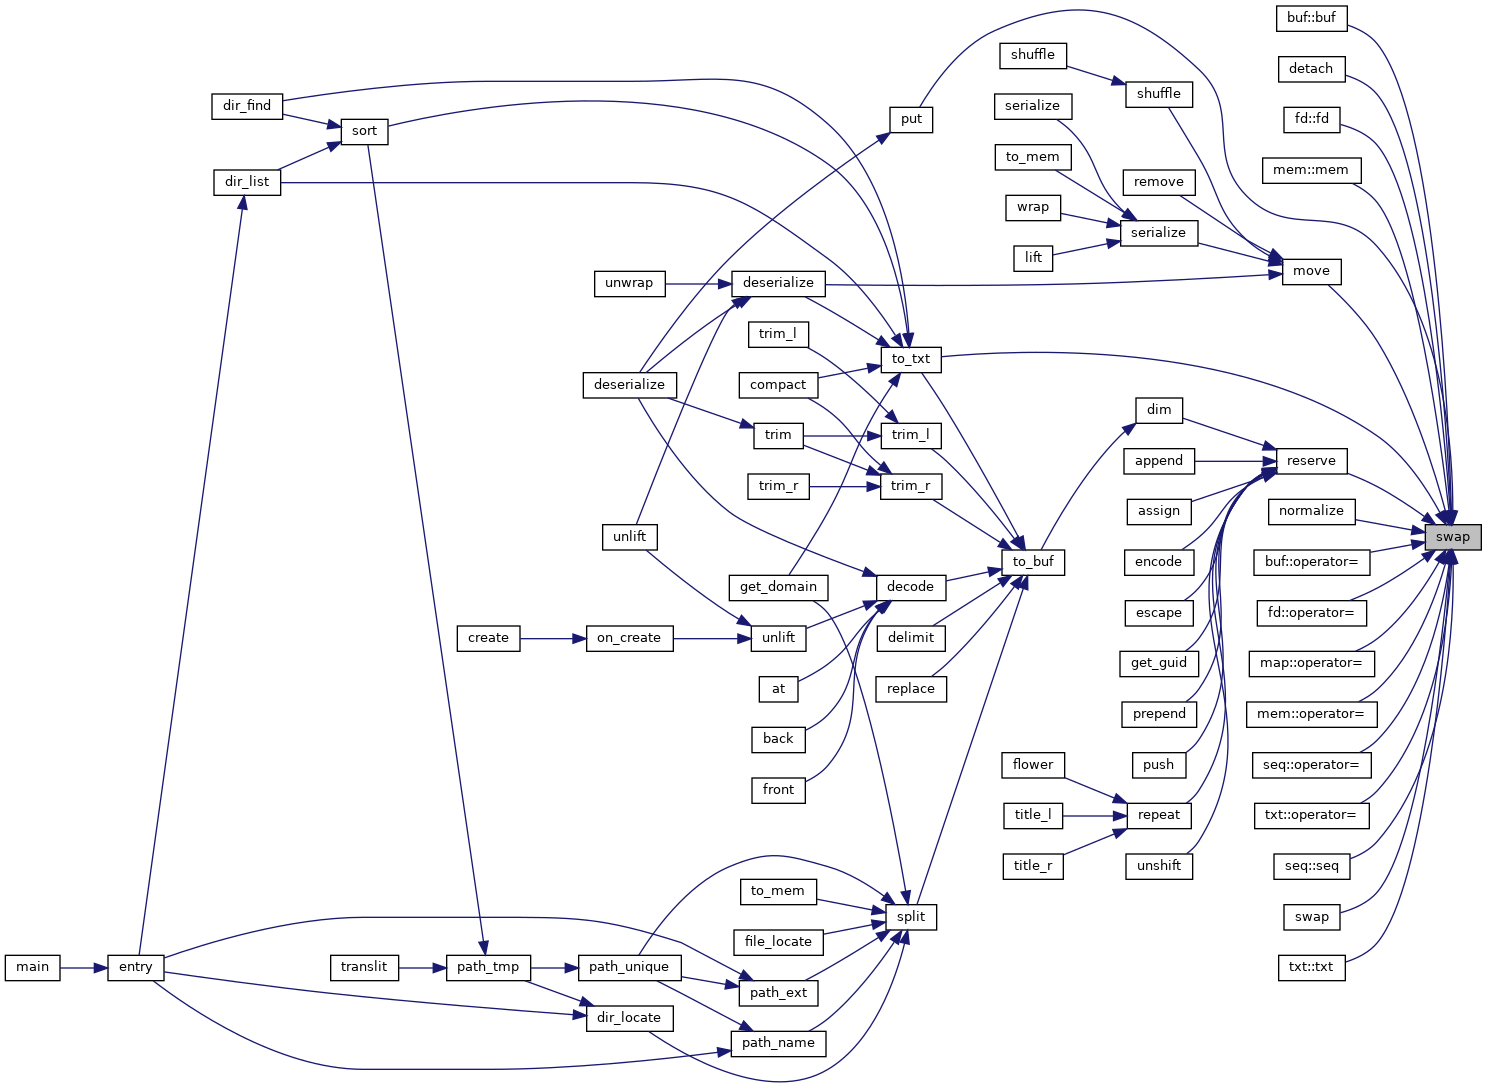 buf::buf
shuffle
detach
shuffle
dir_find
serialize
put
fd::fd
sort
to_mem
mem::mem
dir_list
remove
wrap
serialize
lift
move
unwrap
deserialize
trim_l
to_txt
deserialize
compact
dim
trim
trim_l
append
reserve
trim_r
trim_r
assign
normalize
unlift
swap
to_buf
encode
buf::operator=
get_domain
decode
escape
fd::operator=
create
on_create
unlift
delimit
get_guid
map::operator=
at
replace
prepend
mem::operator=
back
flower
push
seq::operator=
front
title_l
repeat
txt::operator=
title_r
unshift
seq::seq
to_mem
split
swap
file_locate
main
entry
translit
path_tmp
path_unique
txt::txt
path_ext
dir_locate
path_name